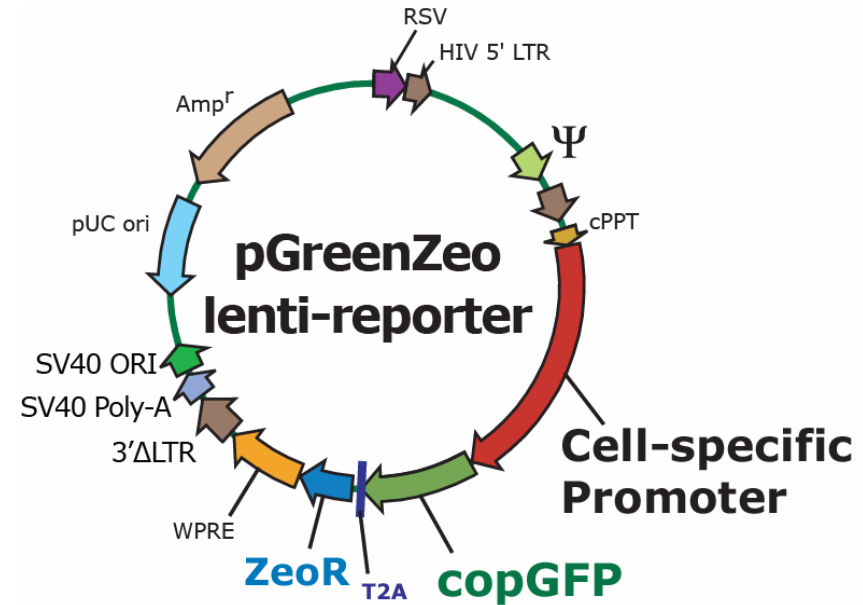 RSV
HIV 5' LTR
Amp^r
Ψ
pUC ori
cPPT
pGreenZeo
lenti-reporter
SV40 ORI
SV40 Poly-A
3'ΔLTR
Cell-specific
Promoter
WPRE
ZeoR
T2A
copGFP